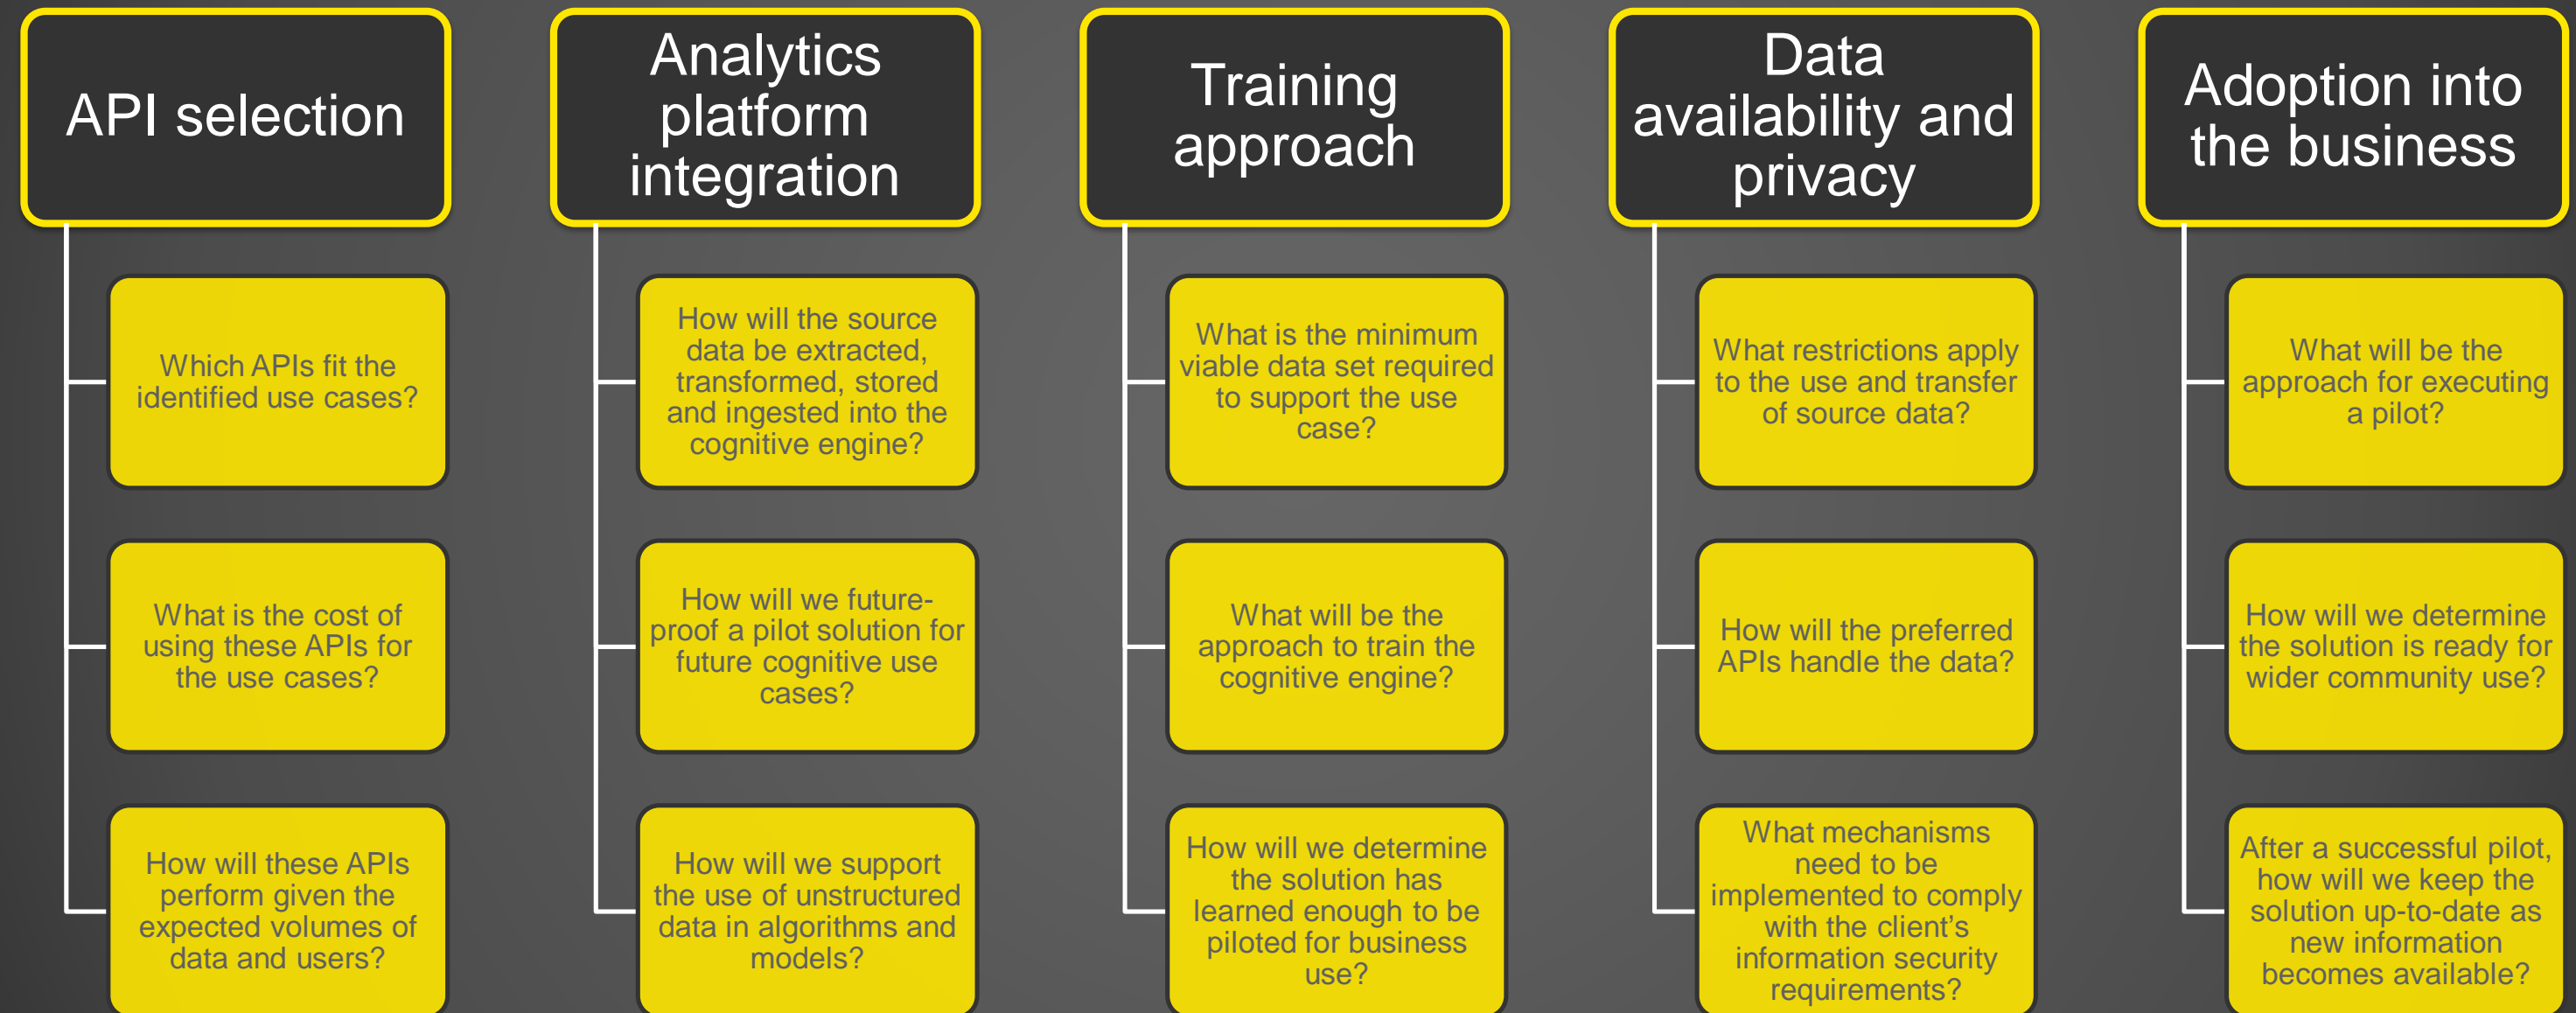 API selection
Which APIs fit the
identified use cases?
What is the cost of
using these APIs for
the use cases?
How will these APIs
perform given the
expected volumes of
data and users?
Analytics
platform
integration
How will the source
data be extracted,
transformed, stored
and ingested into the
cognitive engine?
How will we future-
proof a pilot solution for
future cognitive use
cases?
How will we support
the use of unstructured
data in algorithms and
models?
Training
approach
What is the minimum
viable data set required
to support the use
case?
What will be the
approach to train the
cognitive engine?
How will we determine
the solution has
learned enough to be
piloted for business
use?
Data
availability and
privacy
What restrictions apply
to the use and transfer
of source data?
How will the preferred
APIs handle the data?
What mechanisms
need to be
implemented to comply
with the client’s
information security
requirements?
Adoption into
the business
What will be the
approach for executing
a pilot?
How will we determine
the solution is ready for
wider community use?
After a successful pilot,
how will we keep the
solution up-to-date as
new information
becomes available?